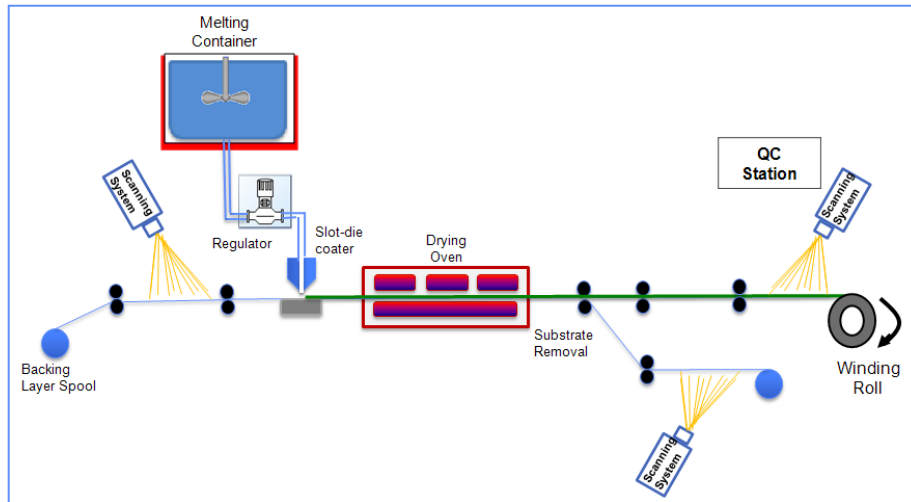 Melting
Container
Scanning
System
Regulator
Slot-die
coater
Drying
Oven
QC
Station
Scanning
System
Backing
Layer Spool
Substrate
Removal
Winding
Roll
Scanning
System